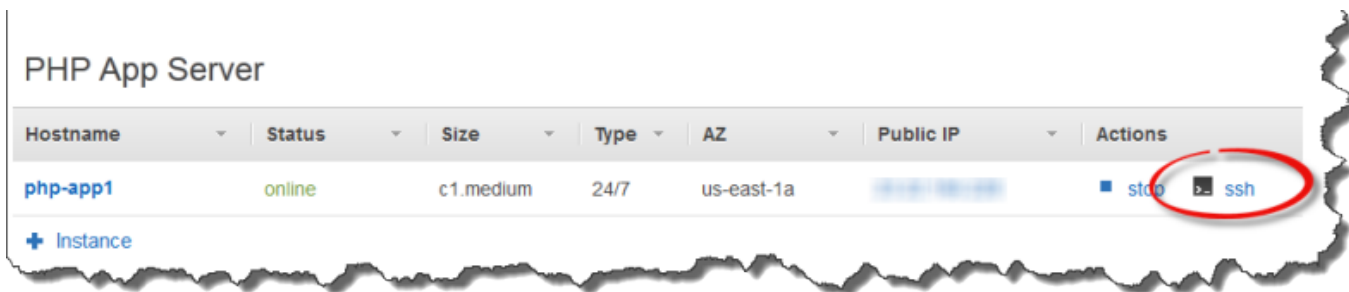 PHP App Server
Hostname Status Size Type AZ Public IP Actions
php-app1 online c1.medium 24/7 us-east-1a stop ssh
Instance